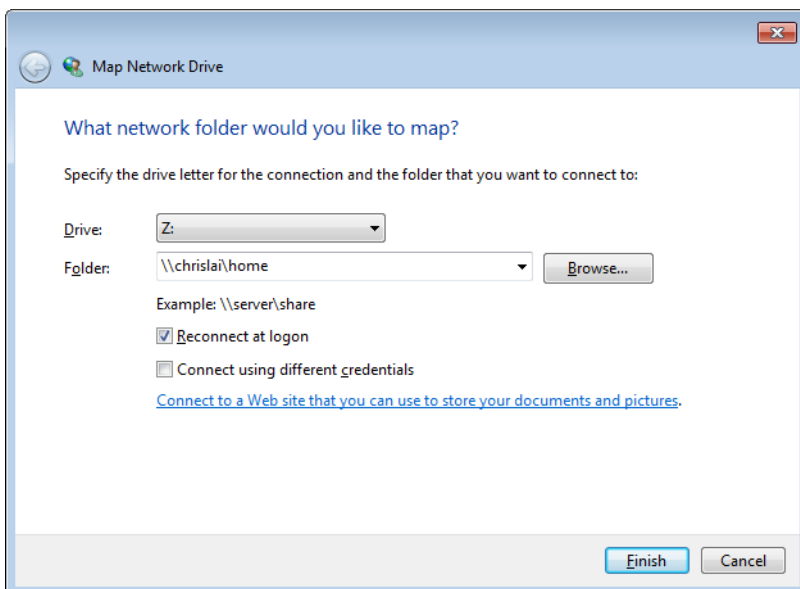 Map Network Drive
What network folder would you like to map?
Specify the drive letter for the connection and the folder that you want to connect to:
Drive: Z:
Folder: \\chrislai\home Browse...
Example: \\server\share
Reconnect at logon
Connect using different credentials
Connect to a Web site that you can use to store your documents and pictures.
Finish Cancel